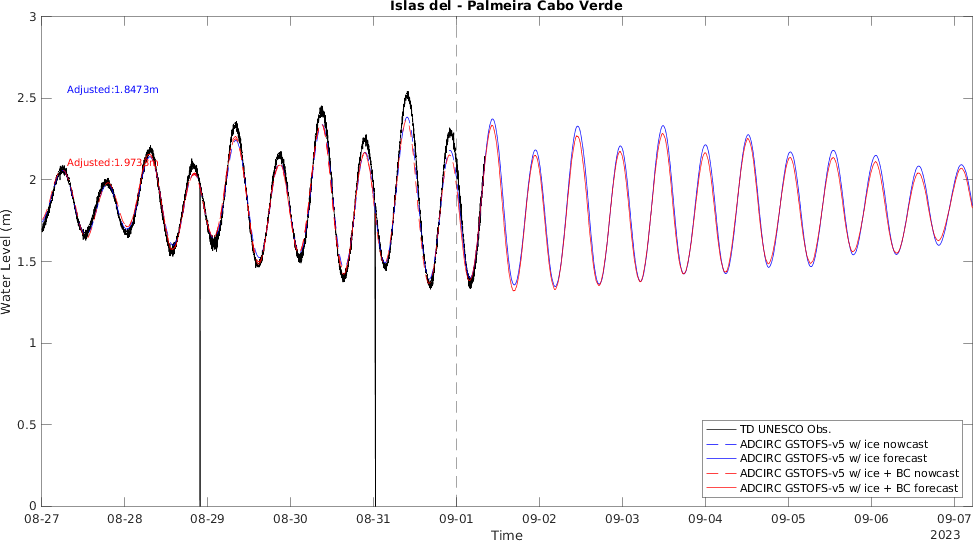 Islas del - Palmeira Cabo Verde
3
2.5
2
1.5
1
0.5
0
Water Level (m)
Adjusted:1.8473m
08-27
08-28
08-29
08-30
08-31
09-01
09-02
09-03
09-04
09-05
09-06
09-07
2023
Time
TD UNESCO Obs.
ADCIRC GSTOFS-v5 w/ ice nowcast
ADCIRC GSTOFS-v5 w/ ice forecast
ADCIRC GSTOFS-v5 w/ ice + BC nowcast
ADCIRC GSTOFS-v5 w/ ice + BC forecast